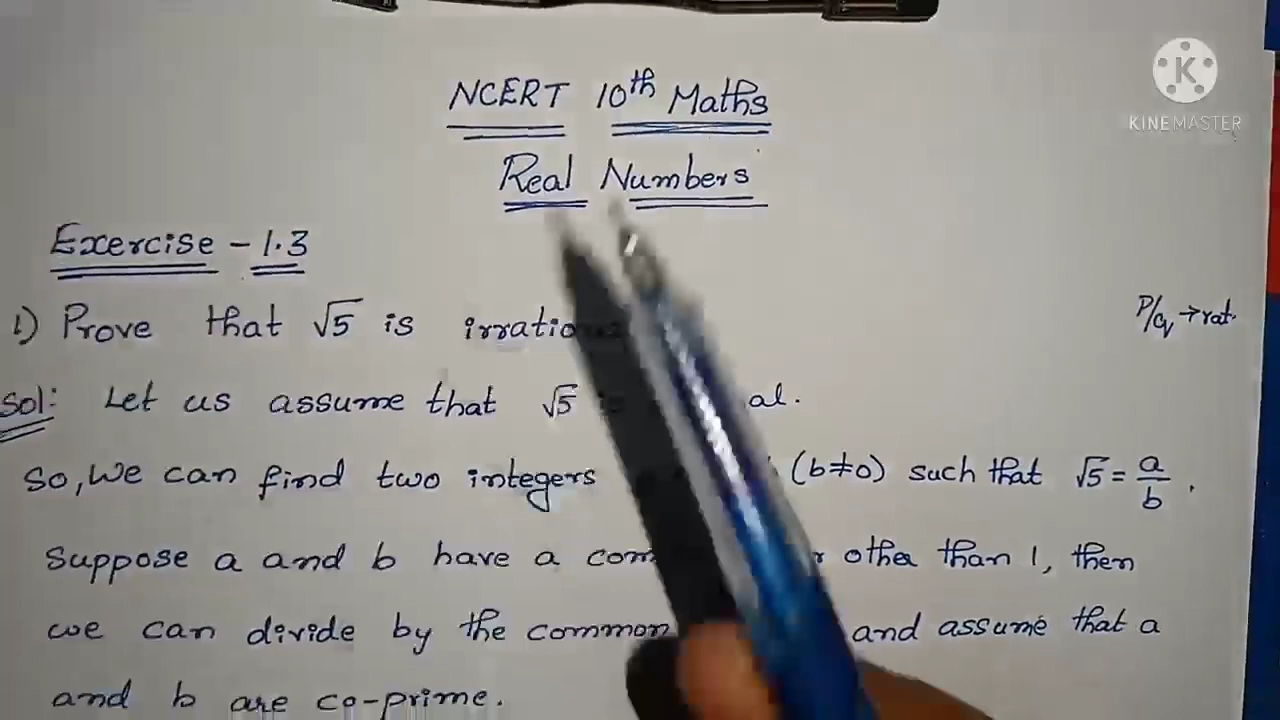 NCERT 10th Maths
KINEMASTER
Real Numbers
Exercise - 1.3
1) Prove that √5 is irratio
P/q → rat.
Sol: Let us assume that √5 al.
So, we can find two integers (b≠0) such that √5 = a/b.
Suppose a and b have a com other than 1, then
we can divide by the common and assume that a
and b are co-prime.